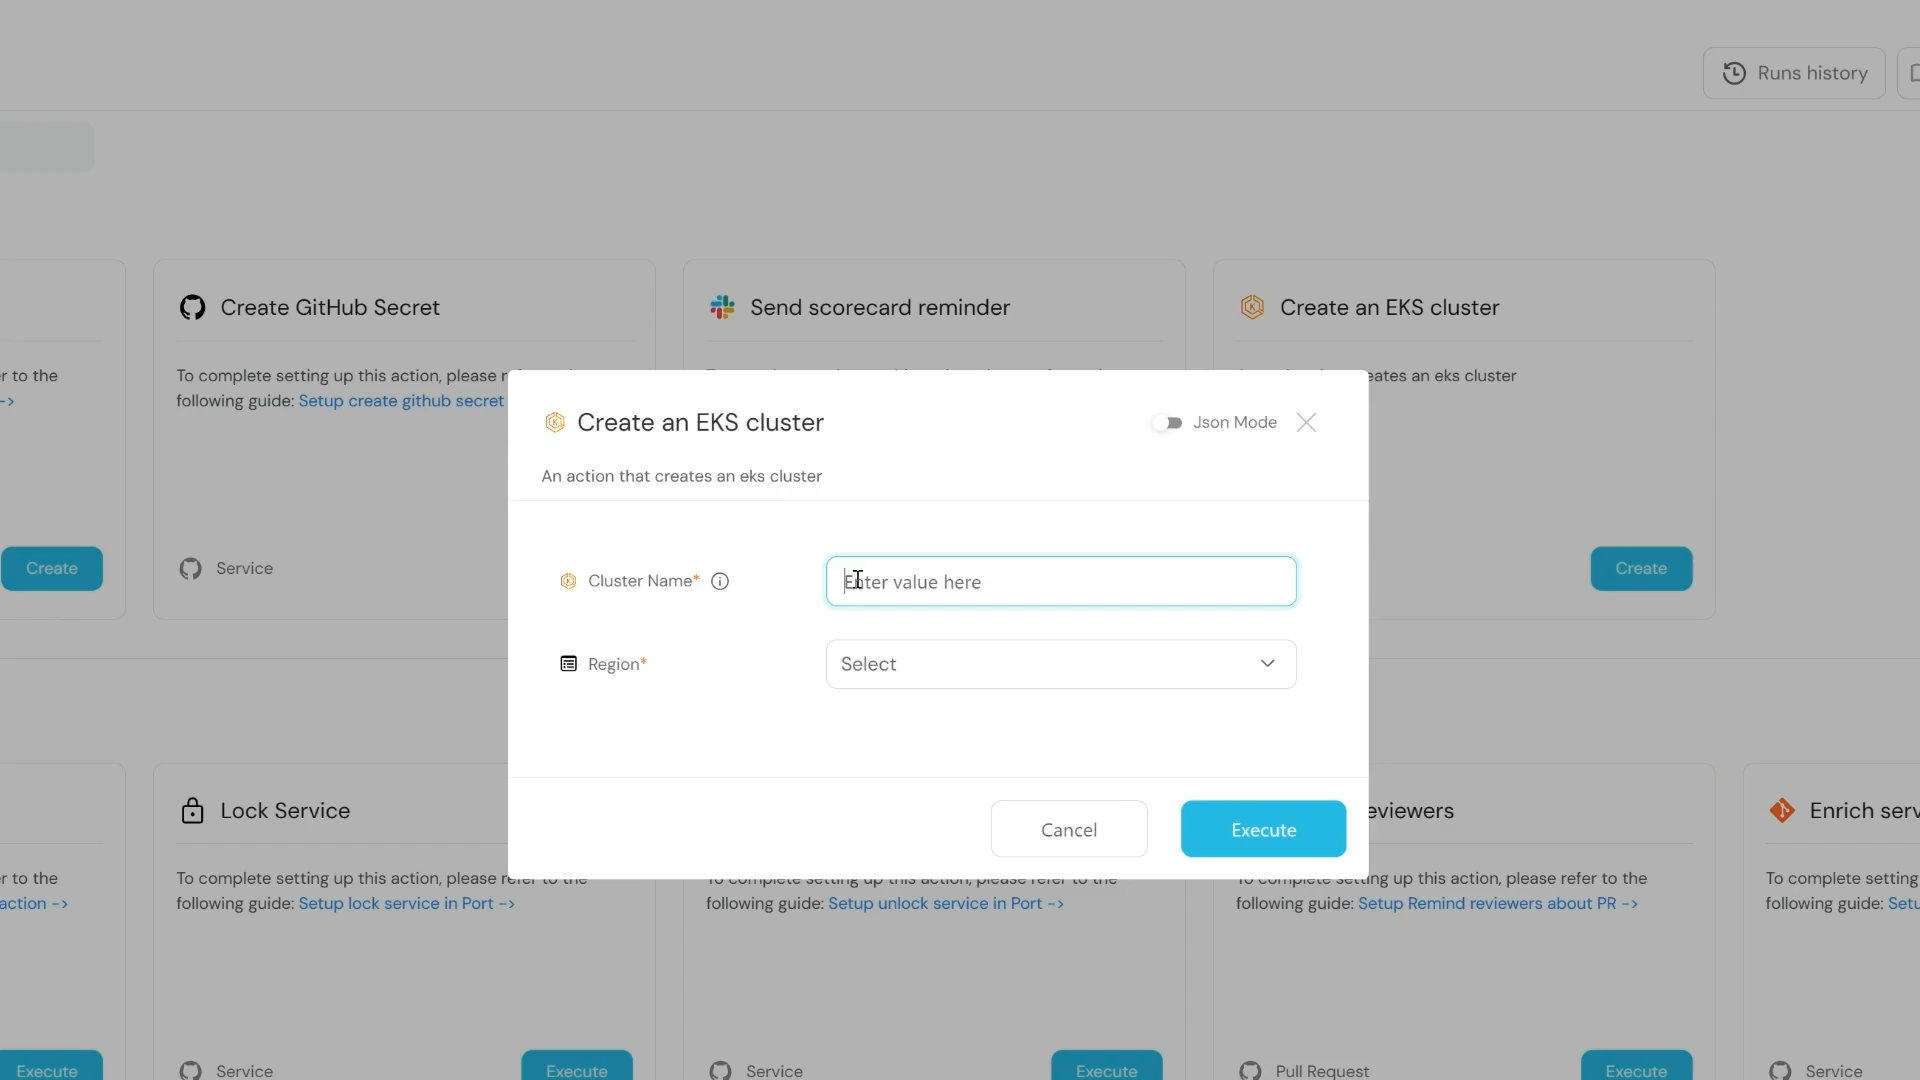 Runs history
Create GitHub Secret
Send scorecard reminder
Create an EKS cluster
r to the
->
To complete setting up this action, please r
following guide: Setup create github secret
eates an eks cluster
Create an EKS cluster
Json Mode
An action that creates an eks cluster
Cluster Name*
Enter value here
Region*
Select
Create
Service
Create
Cancel
Execute
Lock Service
eviewers
Enrich serv
r to the
action ->
To complete setting up this action, please refer to the
following guide: Setup lock service in Port ->
To complete setting up this action, please refer to the
following guide: Setup unlock service in Port ->
To complete setting up this action, please refer to the
following guide: Setup Remind reviewers about PR ->
To complete setting
following guide: Setu
Execute
Service
Execute
Service
Execute
Pull Request
Execute
Service